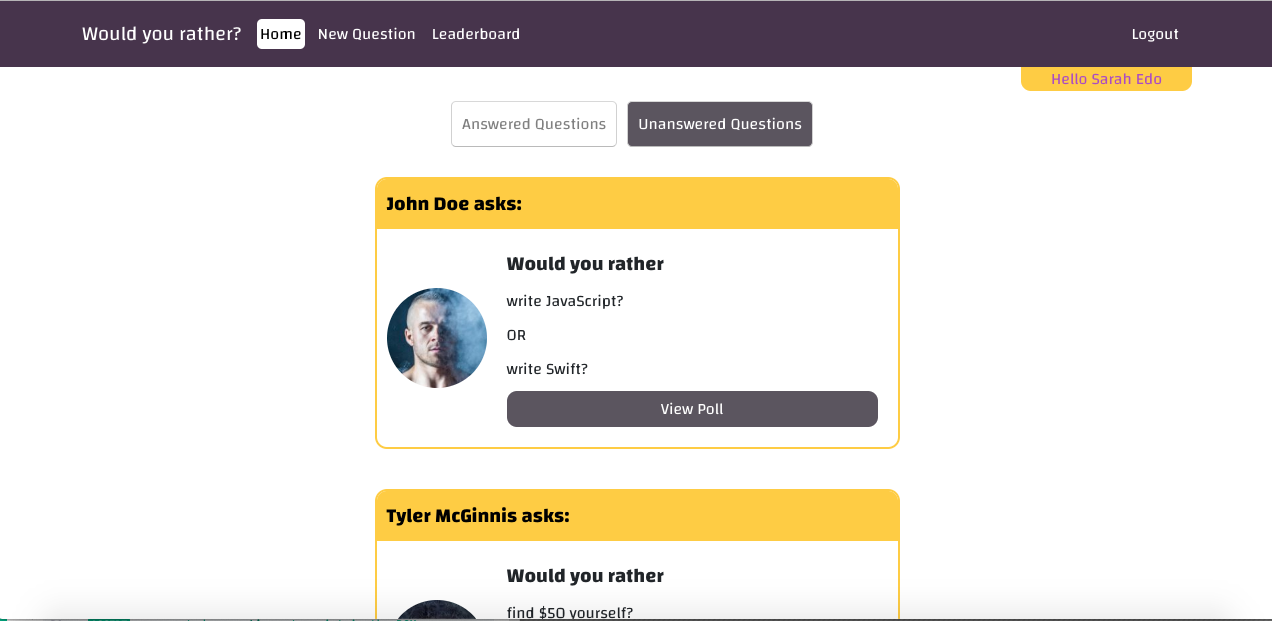 Would you rather? Home New Question Leaderboard Logout
Hello Sarah Edo
Answered Questions Unanswered Questions
John Doe asks:
Would you rather
write JavaScript?
OR
write Swift?
View Poll
Tyler McGinnis asks:
Would you rather
find $50 yourself?